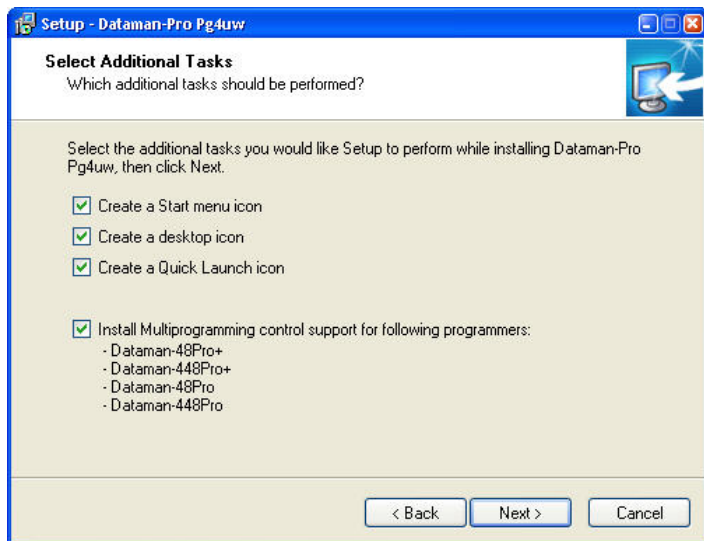 Setup - Dataman-Pro Pg4uw
Select Additional Tasks
Which additional tasks should be performed?
Select the additional tasks you would like Setup to perform while installing Dataman-Pro
Pg4uw, then click Next.
Create a Start menu icon
Create a desktop icon
Create a Quick Launch icon
Install Multiprogramming control support for following programmers:
- Dataman-48Pro+
- Dataman-448Pro+
- Dataman-48Pro
- Dataman-448Pro
< Back
Next >
Cancel